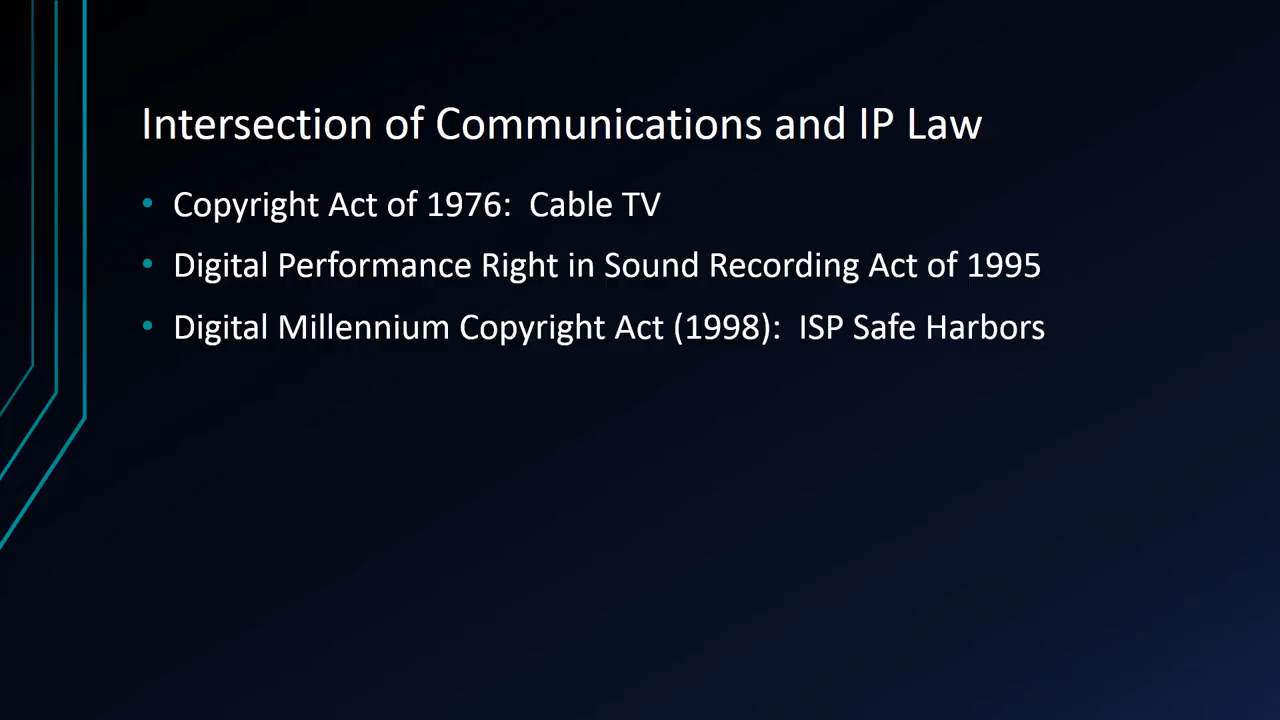 Intersection of Communications and IP Law
• Copyright Act of 1976:  Cable TV
• Digital Performance Right in Sound Recording Act of 1995
• Digital Millennium Copyright Act (1998):  ISP Safe Harbors